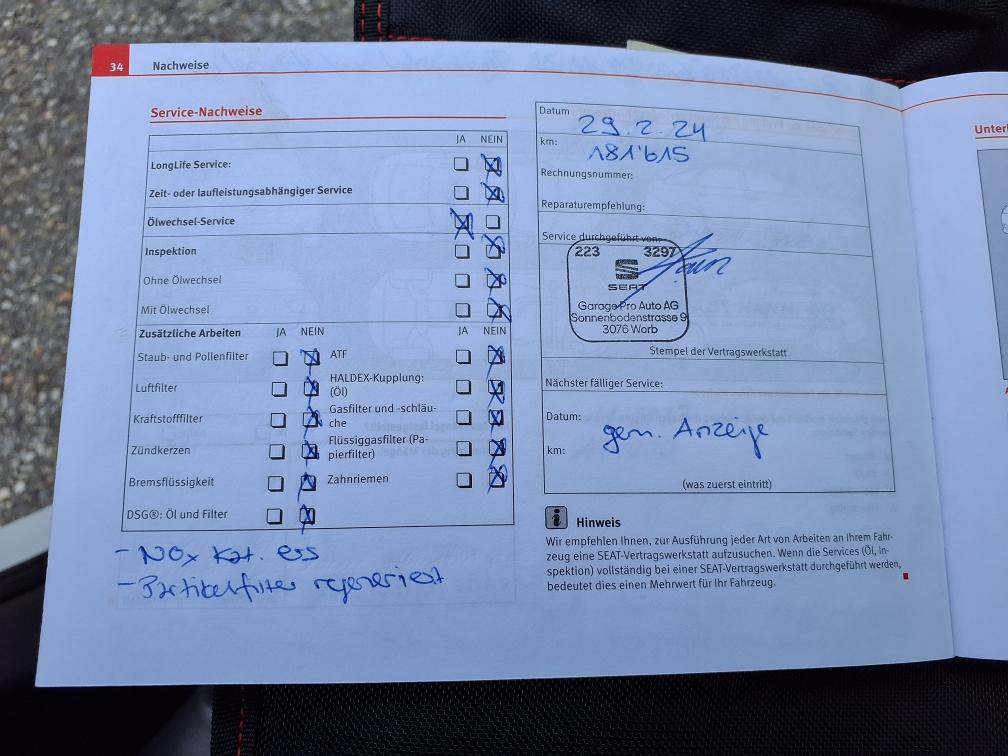 34 Nachweise
Service-Nachweise
JA NEIN
LongLife Service:
Zeit- oder laufleistungsabhängiger Service
Ölwechsel-Service
Inspektion
Ohne Ölwechsel
Mit Ölwechsel
Zusätzliche Arbeiten JA NEIN JA NEIN
Staub- und Pollenfilter
Luftfilter
Kraftstofffilter
Zündkerzen
Bremsflüssigkeit
DSG®: Öl und Filter
ATF
HALDEX-Kupplung:
(Öl)
Gasfilter und -schläu-
che
Flüssiggasfilter (Pa-
pierfilter)
Zahnriemen
- NOx Kat. ers
- Partikelfilter regeneriert
Datum 29.2.24
km: 181'615
Rechnungsnummer:
Reparaturempfehlung:
Service durchgeführt von:
223 3297
SEAT
Garage Pro Auto AG
Sonnenbodenstrasse 9
3076 Worb
Stempel der Vertragswerkstatt
Nächster fälliger Service:
Datum:
gem. Anzeige
km:
(was zuerst eintritt)
Hinweis
Wir empfehlen Ihnen, zur Ausführung jeder Art von Arbeiten an Ihrem Fahr-
zeug eine SEAT-Vertragswerkstatt aufzusuchen. Wenn die Services (Öl, In-
spektion) vollständig bei einer SEAT-Vertragswerkstatt durchgeführt werden,
bedeutet dies einen Mehrwert für Ihr Fahrzeug.